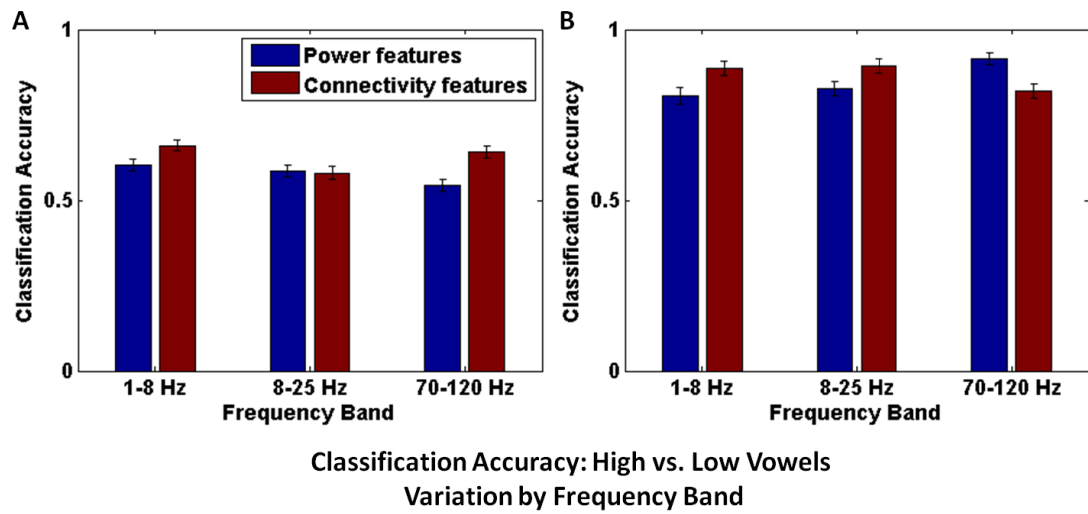 A
1
Power features
Connectivity features
Classification Accuracy
0.5
0
1-8 Hz 8-25 Hz 70-120 Hz
Frequency Band
B
1
Classification Accuracy
0.5
0
1-8 Hz 8-25 Hz 70-120 Hz
Frequency Band
Classification Accuracy: High vs. Low Vowels
Variation by Frequency Band